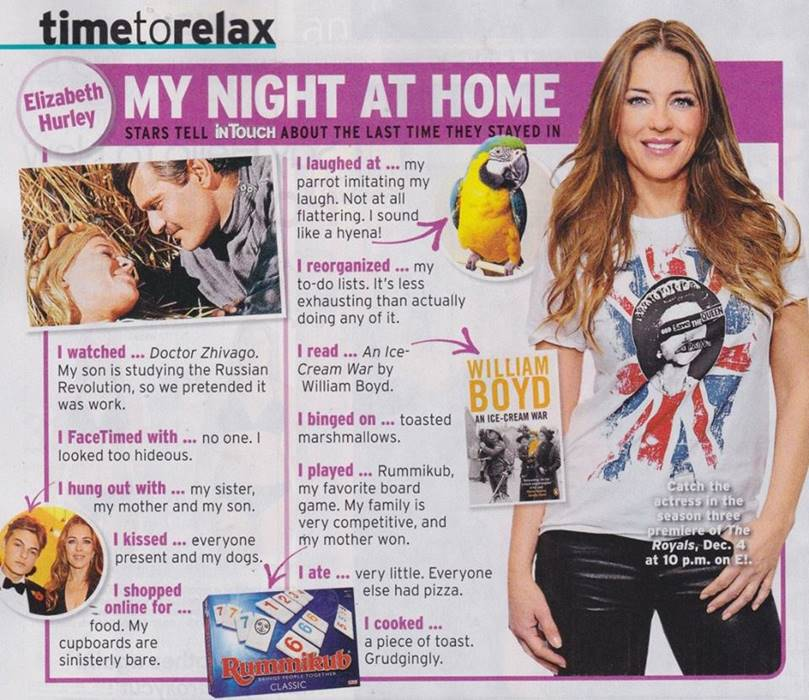 timetorelax
Elizabeth
Hurley
MY NIGHT AT HOME
STARS TELL INTOUCH ABOUT THE LAST TIME THEY STAYED IN
I watched ... Doctor Zhivago.
My son is studying the Russian
Revolution, so we pretended it
was work.
I FaceTimed with ... no one. I
looked too hideous.
I hung out with ... my sister,
my mother and my son.
I kissed ... everyone
present and my dogs.
I shopped
online for ...
food. My
cupboards are
sinisterly bare.
I laughed at ... my
parrot imitating my
laugh. Not at all
flattering. I sound
like a hyena!
I reorganized ... my
to-do lists. It's less
exhausting than actually
doing any of it.
I read ... An Ice-
Cream War by
William Boyd.
I binged on ... toasted
marshmallows.
I played ... Rummikub,
my favorite board
game. My family is
very competitive, and
my mother won.
I ate ... very little. Everyone
else had pizza.
I cooked ...
a piece of toast.
Grudgingly.
WILLIAM
BOYD
AN ICE-CREAM WAR
Rummikub
BRINGS PEOPLE TOGETHER
CLASSIC
GOD SAVE THE QUEEN
Catch the
actress in the
season three
premiere of The
Royals, Dec. 4
at 10 p.m. on E!.